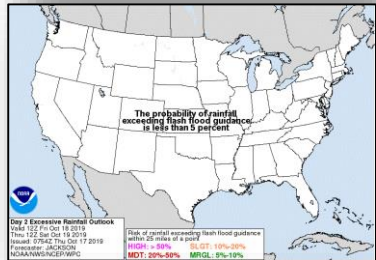 The probability of rainfall
exceeding flash flood guidance
is less than 5 percent
noaa
Day 2 Excessive Rainfall Outlook
Valid 12Z Fri Oct 18 2019
Thru 12Z Sat Oct 19 2019
Issued: 0754Z Thu Oct 17 2019
Forecaster: JACKSON
NOAA/NWS/NCEP/WPC
Risk of rainfall exceeding flash flood guidance
within 25 miles of a point
HIGH: > 50% SLGT: 10%-20%
MDT: 20%-50% MRGL: 5%-10%